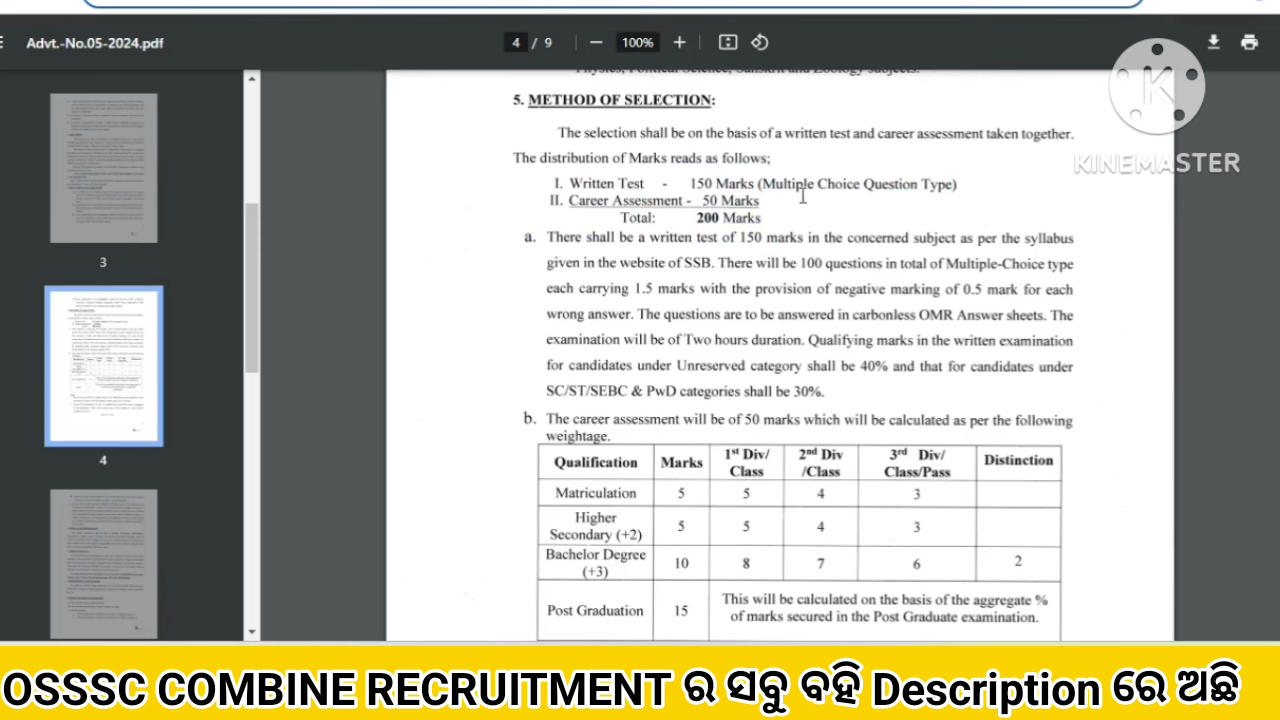 Advt.-No.05-2024.pdf
4 / 9
100%
Physics, Political Science, Sanskrit and Zoology subjects.
5. METHOD OF SELECTION:
The selection shall be on the basis of a written test and career assessment taken together.
The distribution of Marks reads as follows;
I. Written Test - 150 Marks (Multiple Choice Question Type)
II. Career Assessment - 50 Marks
Total: 200 Marks
a. There shall be a written test of 150 marks in the concerned subject as per the syllabus
given in the website of SSB. There will be 100 questions in total of Multiple-Choice type
each carrying 1.5 marks with the provision of negative marking of 0.5 mark for each
wrong answer. The questions are to be answered in carbonless OMR Answer sheets. The
examination will be of Two hours duration. Qualifying marks in the written examination
for candidates under Unreserved category shall be 40% and that for candidates under
SC/ST/SEBC & PwD categories shall be 30%.
b. The career assessment will be of 50 marks which will be calculated as per the following
weightage.
Qualification Marks 1st Div/ Class 2nd Div /Class 3rd Div/ Class/Pass Distinction
Matriculation 5 5 4 3
Higher Secondary (+2) 5 5 4 3
Bachelor Degree (+3) 10 8 7 6 2
Post Graduation 15 This will be calculated on the basis of the aggregate %
of marks secured in the Post Graduate examination.
3
4
K
KINEMASTER
OSSSC COMBINE RECRUITMENT ର ସବୁ ବହି Description ରେ ଅଛି